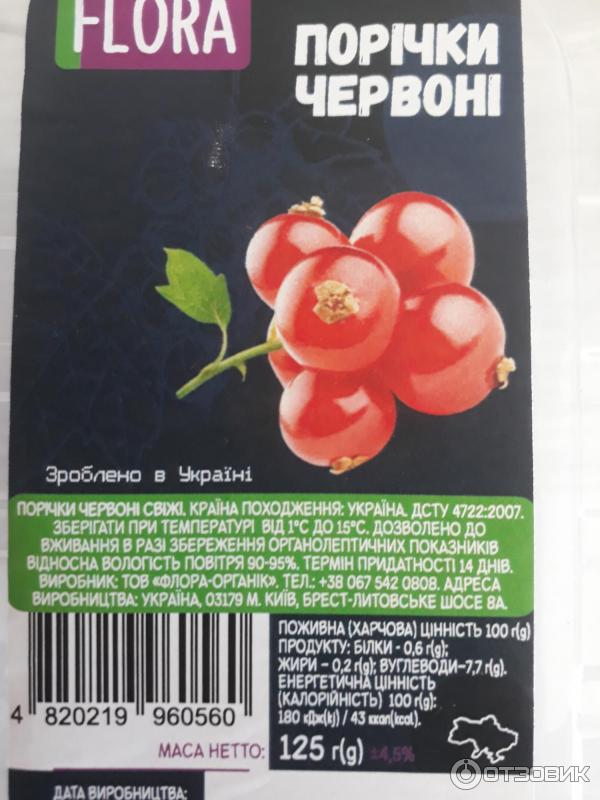 FLORA
ПОРІЧКИ
ЧЕРВОНІ
Зроблено в Україні
ПОРІЧКИ ЧЕРВОНІ СВІЖІ. КРАЇНА ПОХОДЖЕННЯ: УКРАЇНА. ДСТУ 4722:2007.
ЗБЕРІГАТИ ПРИ ТЕМПЕРАТУРІ ВІД 1°С ДО 15°С. ДОЗВОЛЕНО ДО
ВЖИВАННЯ В РАЗІ ЗБЕРЕЖЕННЯ ОРГАНОЛЕПТИЧНИХ ПОКАЗНИКІВ
ВІДНОСНА ВОЛОГІСТЬ ПОВІТРЯ 90-95%. ТЕРМІН ПРИДАТНОСТІ 14 ДНІВ.
ВИРОБНИК: ТОВ «ФЛОРА-ОРГАНІК». ТЕЛ.: +38 067 542 0808. АДРЕСА
ВИРОБНИЦТВА: УКРАЇНА, 03179 М. КИЇВ, БРЕСТ-ЛИТОВСЬКЕ ШОСЕ 8А.
ПОЖИВНА (ХАРЧОВА) ЦІННІСТЬ 100 г(g)
ПРОДУКТУ: БІЛКИ - 0,6 г(g);
ЖИРИ – 0,2 г(g); ВУГЛЕВОДИ–7,7 г(g).
ЕНЕРГЕТИЧНА ЦІННІСТЬ
(КАЛОРІЙНІСТЬ) 100 г(g):
180 кДж(kj) / 43 ккал(kcal).
4 820219 960560
МАСА НЕТТО: 125 г(g) ±4,5%
ДАТА ВИРОБНИЦТВА:
ОТЗОВИК